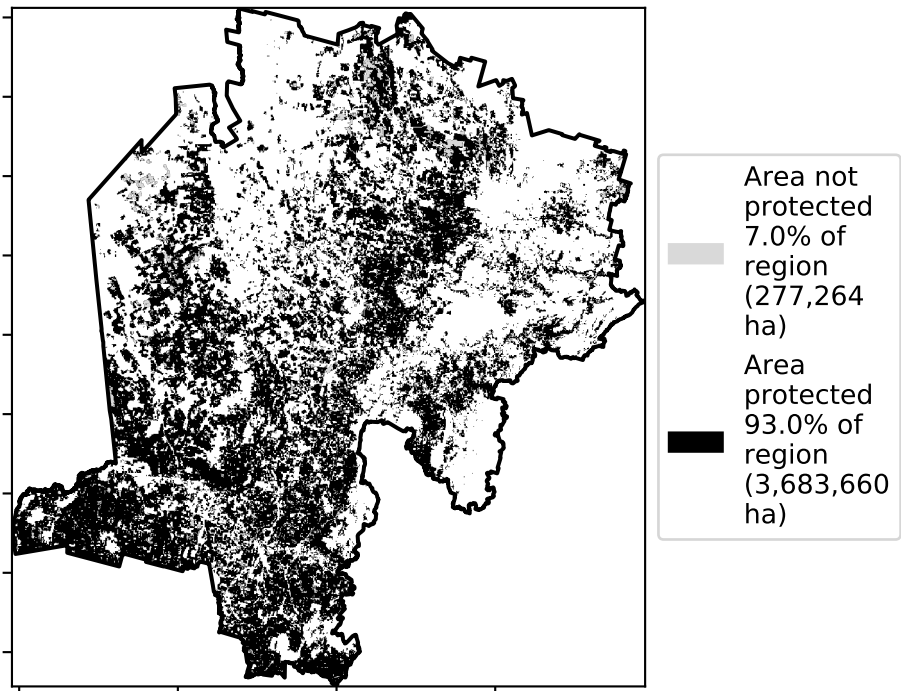 Area not
protected
7.0% of
region
(277,264
ha)
Area
protected
93.0% of
region
(3,683,660
ha)